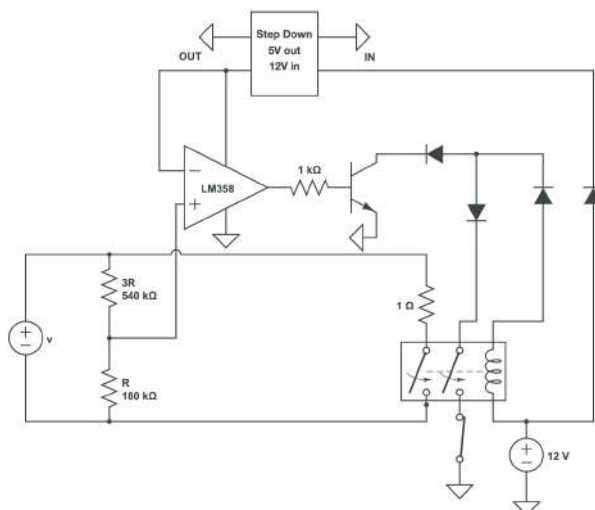 Step Down
5V out
12V in
OUT
IN
−
LM358
+
1 kΩ
3R
540 kΩ
1 Ω
+
−
v
R
180 kΩ
+
−
12 V